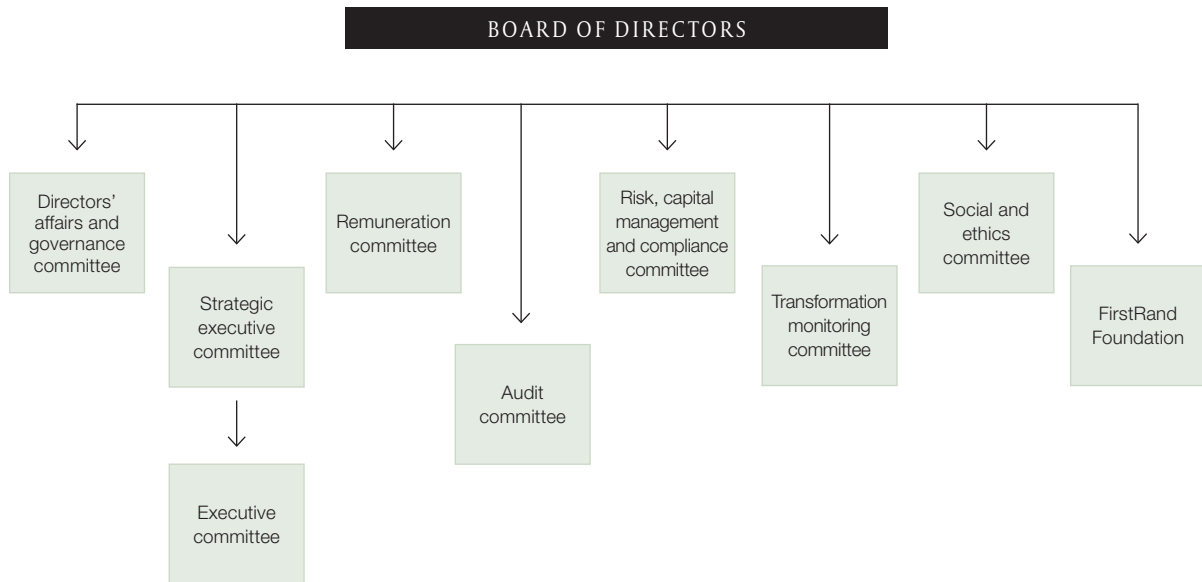 BOARD OF DIRECTORS
Directors’
affairs and
governance
committee
Strategic
executive
committee
Executive
committee
Remuneration
committee
Audit
committee
Risk, capital
management
and compliance
committee
Transformation
monitoring
committee
Social and
ethics
committee
FirstRand
Foundation